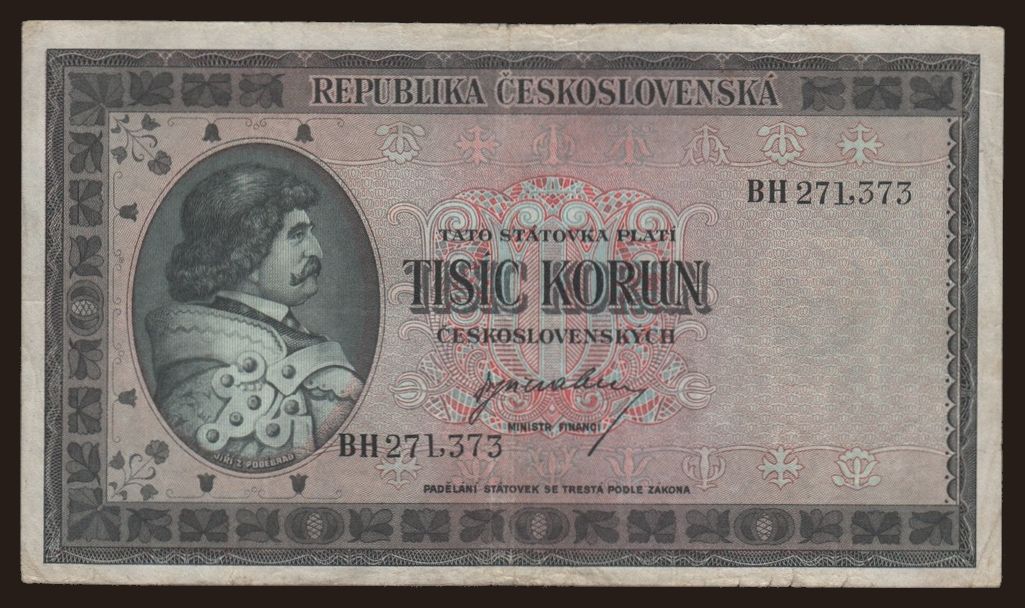 REPUBLIKA ČESKOSLOVENSKÁ
BH 271,373
TATO STÁTOVKA PLATÍ
TISÍC KORUN
ČESKOSLOVENSKÝCH
MINISTR FINANCÍ
BH 271,373
JIŘÍ Z PODĚBRAD
PADĚLÁNÍ STÁTOVEK SE TRESTÁ PODLE ZÁKONA